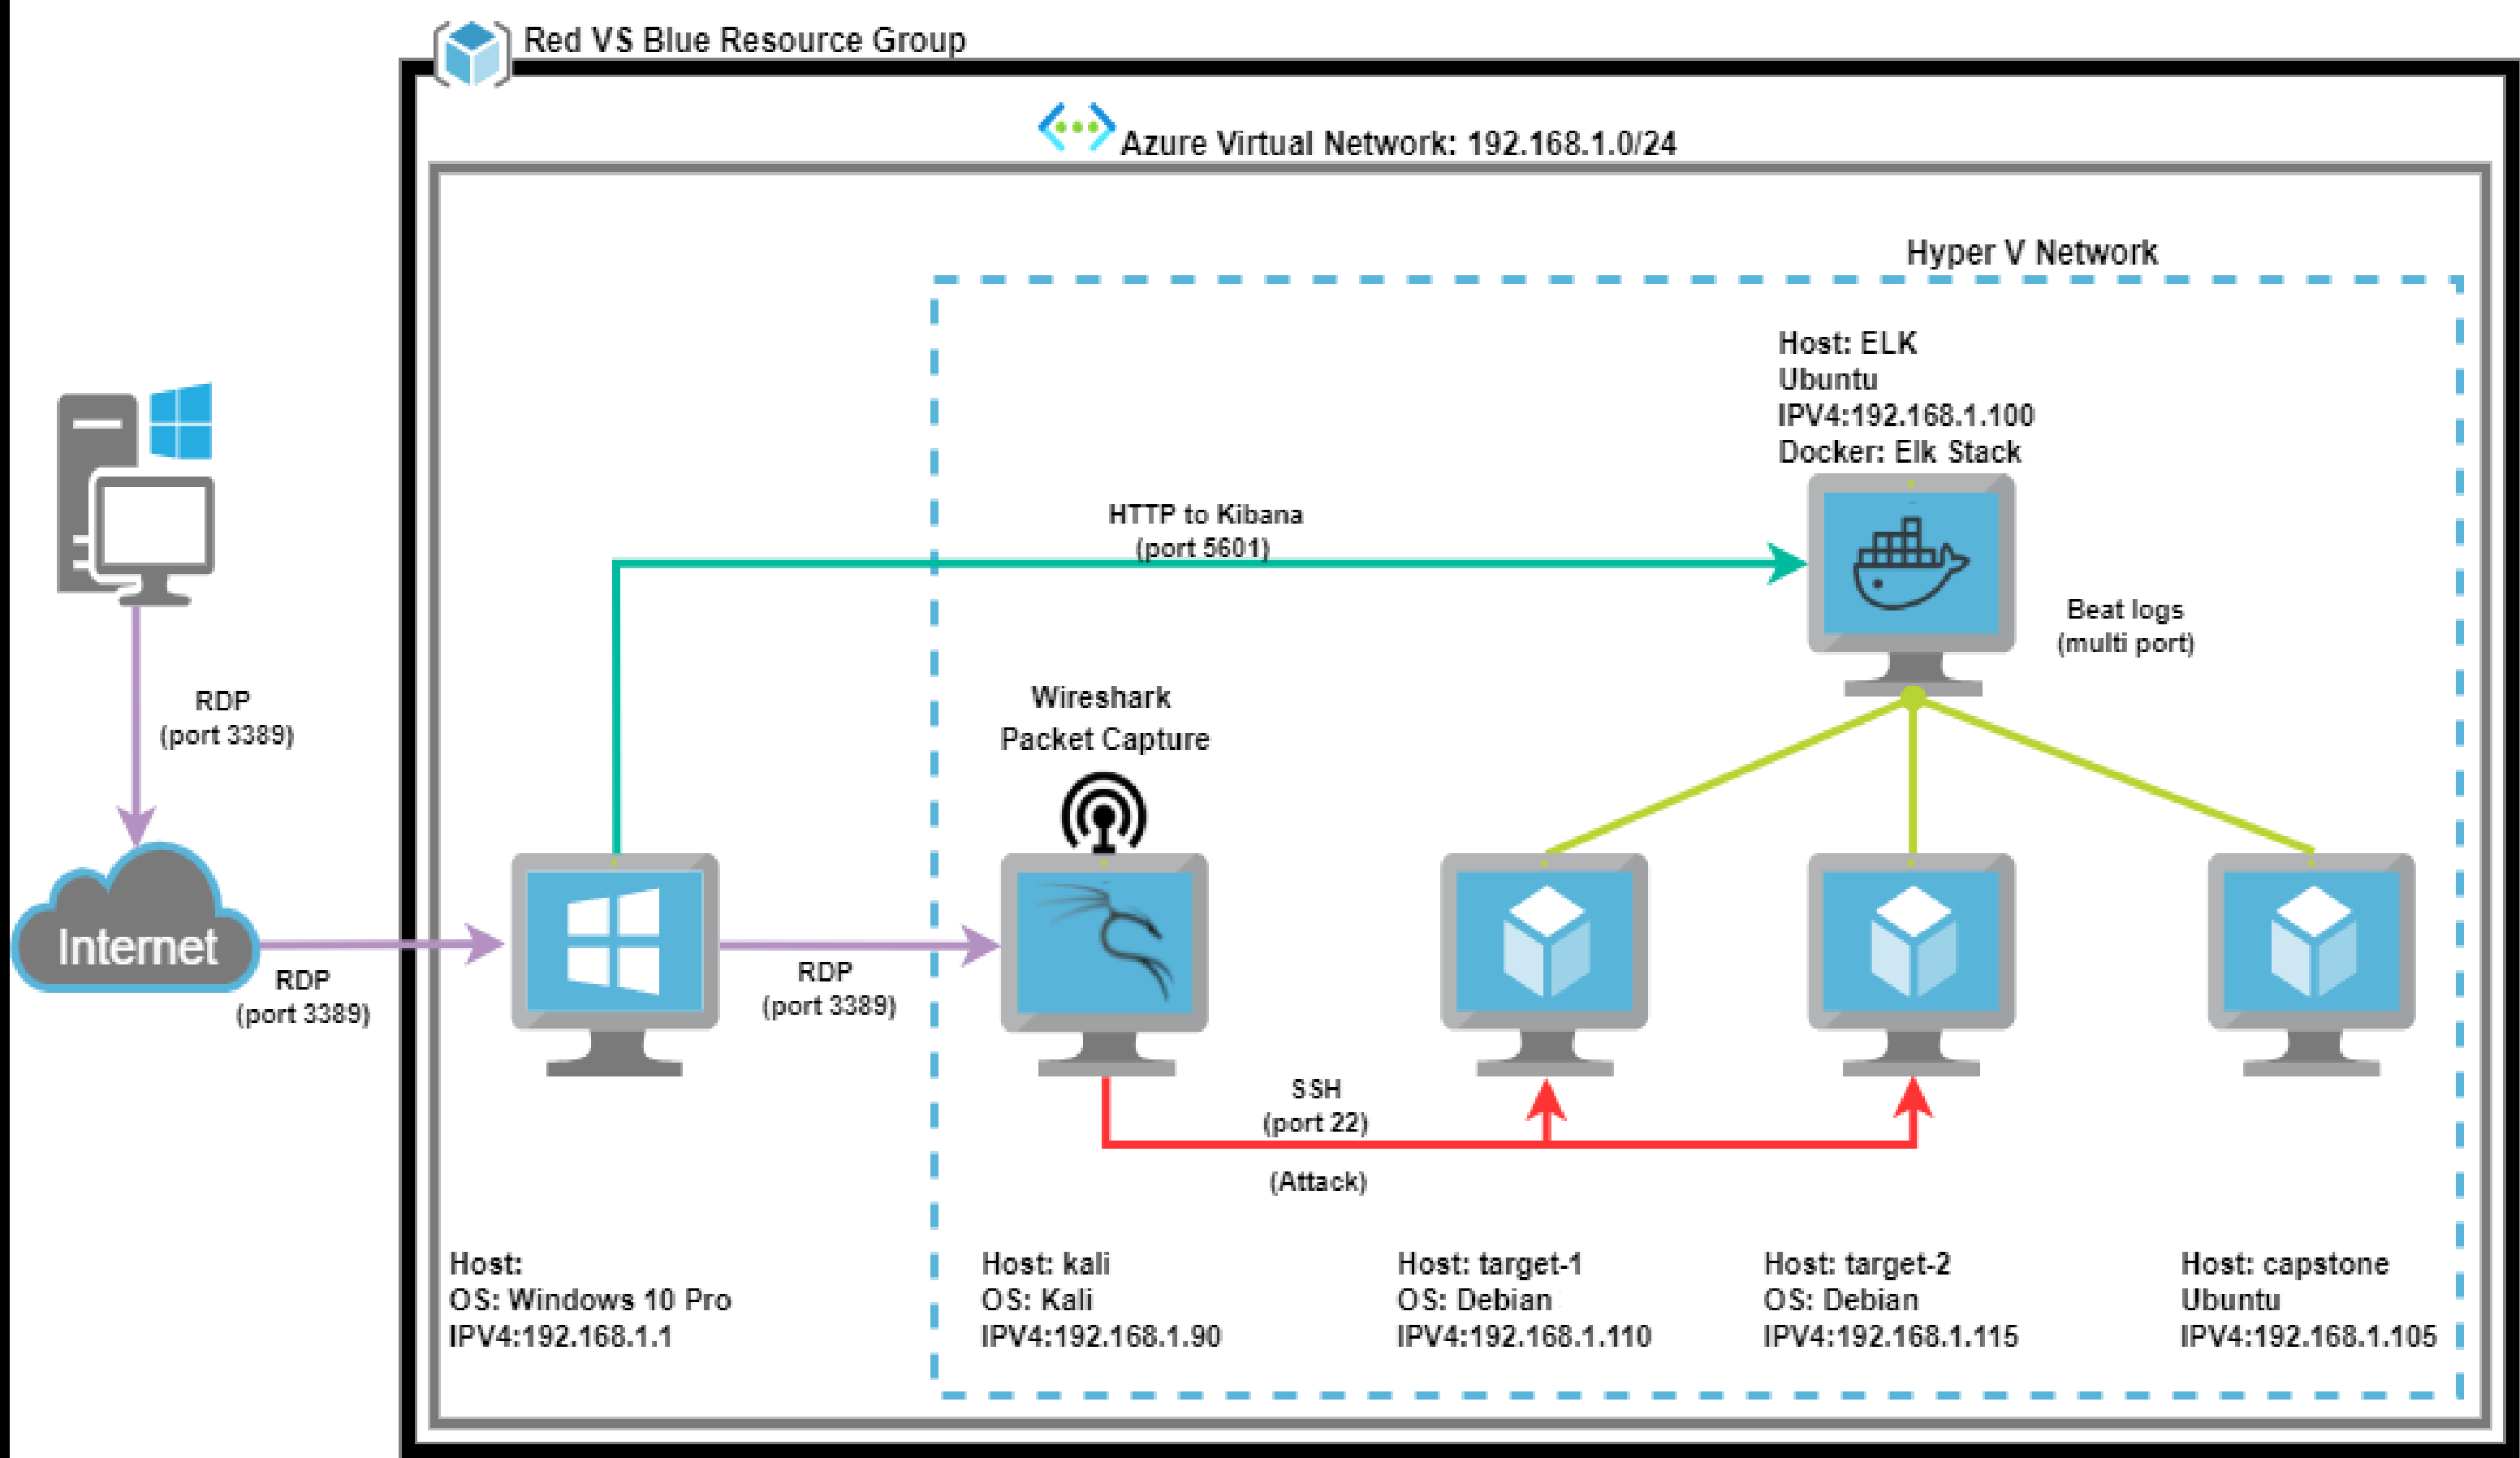 Red VS Blue Resource Group
Azure Virtual Network: 192.168.1.0/24
Hyper V Network
Host: ELK
Ubuntu
IPV4:192.168.1.100
Docker: Elk Stack
HTTP to Kibana
(port 5601)
Beat logs
(multi port)
RDP
(port 3389)
Wireshark
Packet Capture
Internet
RDP
(port 3389)
RDP
(port 3389)
SSH
(port 22)
(Attack)
Host:
OS: Windows 10 Pro
IPV4:192.168.1.1
Host: kali
OS: Kali
IPV4:192.168.1.90
Host: target-1
OS: Debian
IPV4:192.168.1.110
Host: target-2
OS: Debian
IPV4:192.168.1.115
Host: capstone
Ubuntu
IPV4:192.168.1.105